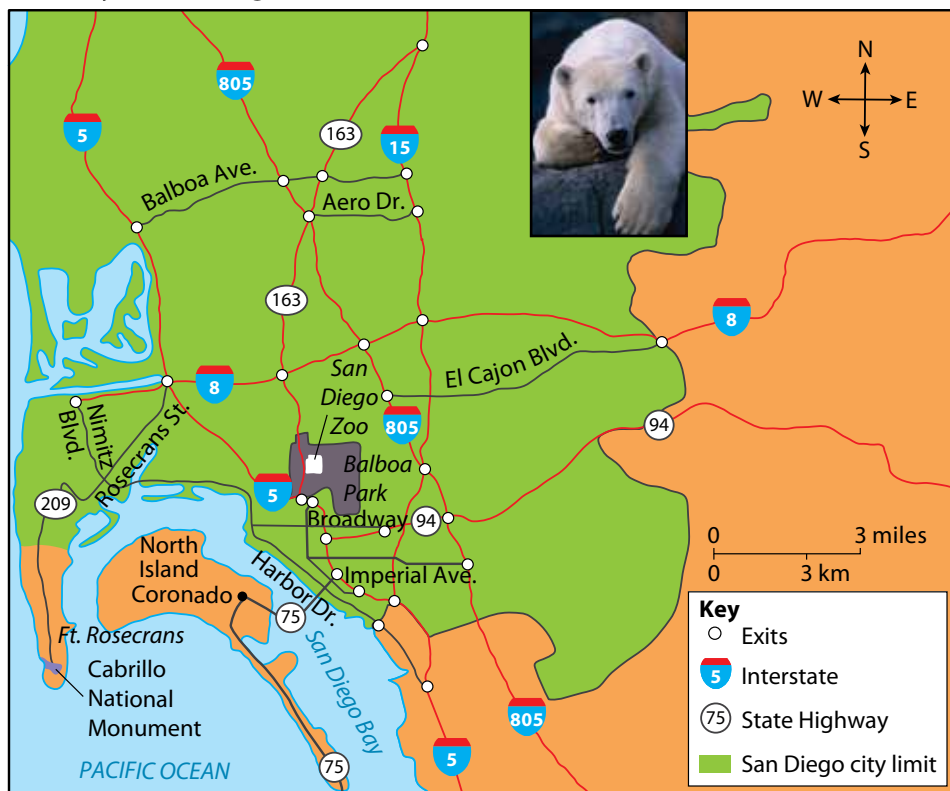 805
5
163
15
N
W
E
S
Balboa Ave.
Aero Dr.
163
8
San
Diego
Zoo
El Cajon Blvd.
8
Nimitz
Blvd.
Rosecrans St.
805
94
5
Balboa
Park
209
Broadway
94
0 3 miles
0 3 km
North
Island
Coronado
Harbor Dr.
Imperial Ave.
75
Key
Exits
5 Interstate
75 State Highway
San Diego city limit
Ft. Rosecrans
Cabrillo
National
Monument
San Diego Bay
805
5
75
PACIFIC OCEAN